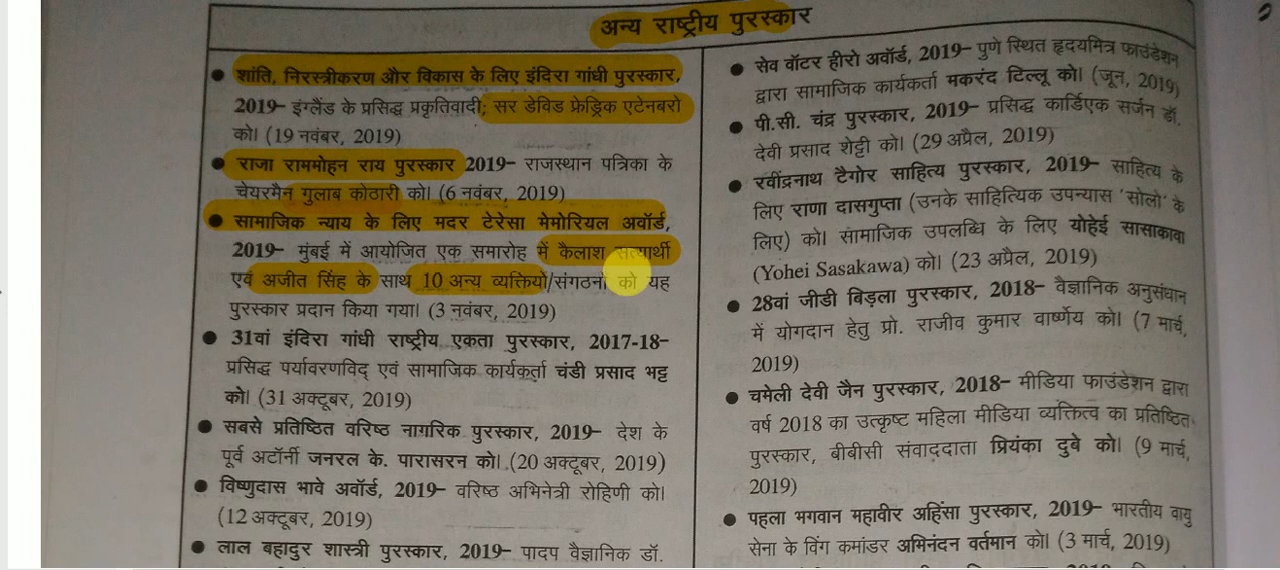 अन्य राष्ट्रीय पुरस्कार
● शांति, निरस्त्रीकरण और विकास के लिए इंदिरा गांधी पुरस्कार,
2019– इंग्लैंड के प्रसिद्ध प्रकृतिवादी; सर डेविड फ्रेड्रिक एटेनबरो
को। (19 नवंबर, 2019)
● राजा राममोहन राय पुरस्कार 2019– राजस्थान पत्रिका के
चेयरमैन गुलाब कोठारी को। (6 नवंबर, 2019)
● सामाजिक न्याय के लिए मदर टेरेसा मेमोरियल अवॉर्ड,
2019– मुंबई में आयोजित एक समारोह में कैलाश सत्यार्थी
एवं अजीत सिंह के साथ 10 अन्य व्यक्तियों/संगठनों को यह
पुरस्कार प्रदान किया गया। (3 नवंबर, 2019)
● 31वां इंदिरा गांधी राष्ट्रीय एकता पुरस्कार, 2017-18–
प्रसिद्ध पर्यावरणविद् एवं सामाजिक कार्यकर्ता चंडी प्रसाद भट्ट
को। (31 अक्टूबर, 2019)
● सबसे प्रतिष्ठित वरिष्ठ नागरिक पुरस्कार, 2019– देश के
पूर्व अटॉर्नी जनरल के. पारासरन को। (20 अक्टूबर, 2019)
● विष्णुदास भावे अवॉर्ड, 2019– वरिष्ठ अभिनेत्री रोहिणी को।
(12 अक्टूबर, 2019)
● लाल बहादुर शास्त्री पुरस्कार, 2019– पादप वैज्ञानिक डॉ.
● सेव वॉटर हीरो अवॉर्ड, 2019– पुणे स्थित हृदयमित्र फाउंडेशन
द्वारा सामाजिक कार्यकर्ता मकरंद टिल्लू को। (जून, 2019)
● पी.सी. चंद्र पुरस्कार, 2019– प्रसिद्ध कार्डिएक सर्जन डॉ.
देवी प्रसाद शेट्टी को। (29 अप्रैल, 2019)
● रवींद्रनाथ टैगोर साहित्य पुरस्कार, 2019– साहित्य के
लिए राणा दासगुप्ता (उनके साहित्यिक उपन्यास 'सोलो' के
लिए) को। सामाजिक उपलब्धि के लिए योहेई सासाकावा
(Yohei Sasakawa) को। (23 अप्रैल, 2019)
● 28वां जीडी बिड़ला पुरस्कार, 2018– वैज्ञानिक अनुसंधान
में योगदान हेतु प्रो. राजीव कुमार वार्ष्णेय को। (7 मार्च,
2019)
● चमेली देवी जैन पुरस्कार, 2018– मीडिया फाउंडेशन द्वारा
वर्ष 2018 का उत्कृष्ट महिला मीडिया व्यक्तित्व का प्रतिष्ठित
पुरस्कार, बीबीसी संवाददाता प्रियंका दुबे को। (9 मार्च,
2019)
● पहला भगवान महावीर अहिंसा पुरस्कार, 2019– भारतीय वायु
सेना के विंग कमांडर अभिनंदन वर्तमान को। (3 मार्च, 2019)